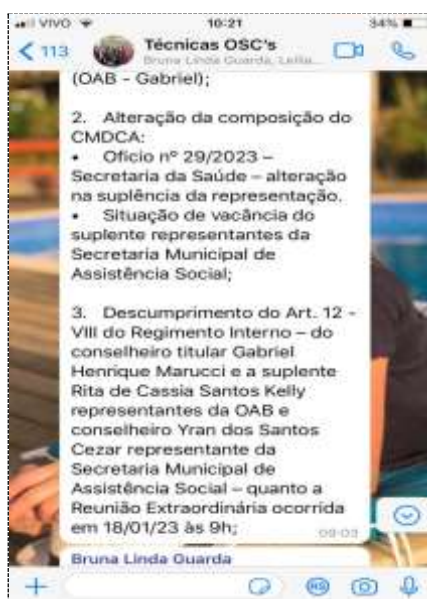 VIVO 10:21 34%
113 Técnicas OSC's
Bruna Linda Guarda,
(OAB - Gabriel);
2. Alteração da composição do
CMDCA:
• Oficio nº 29/2023 –
Secretaria da Saúde – alteração
na suplência da representação.
• Situação de vacância do
suplente representantes da
Secretaria Municipal de
Assistência Social;
3. Descumprimento do Art. 12 -
VIII do Regimento Interno – do
conselheiro titular Gabriel
Henrique Marucci e a suplente
Rita de Cassia Santos Kelly
representantes da OAB e
conselheiro Yran dos Santos
Cezar representante da
Secretaria Municipal de
Assistência Social – quanto a
Reunião Extraordinária ocorrida
em 18/01/23 às 9h;
09:03
Bruna Linda Guarda